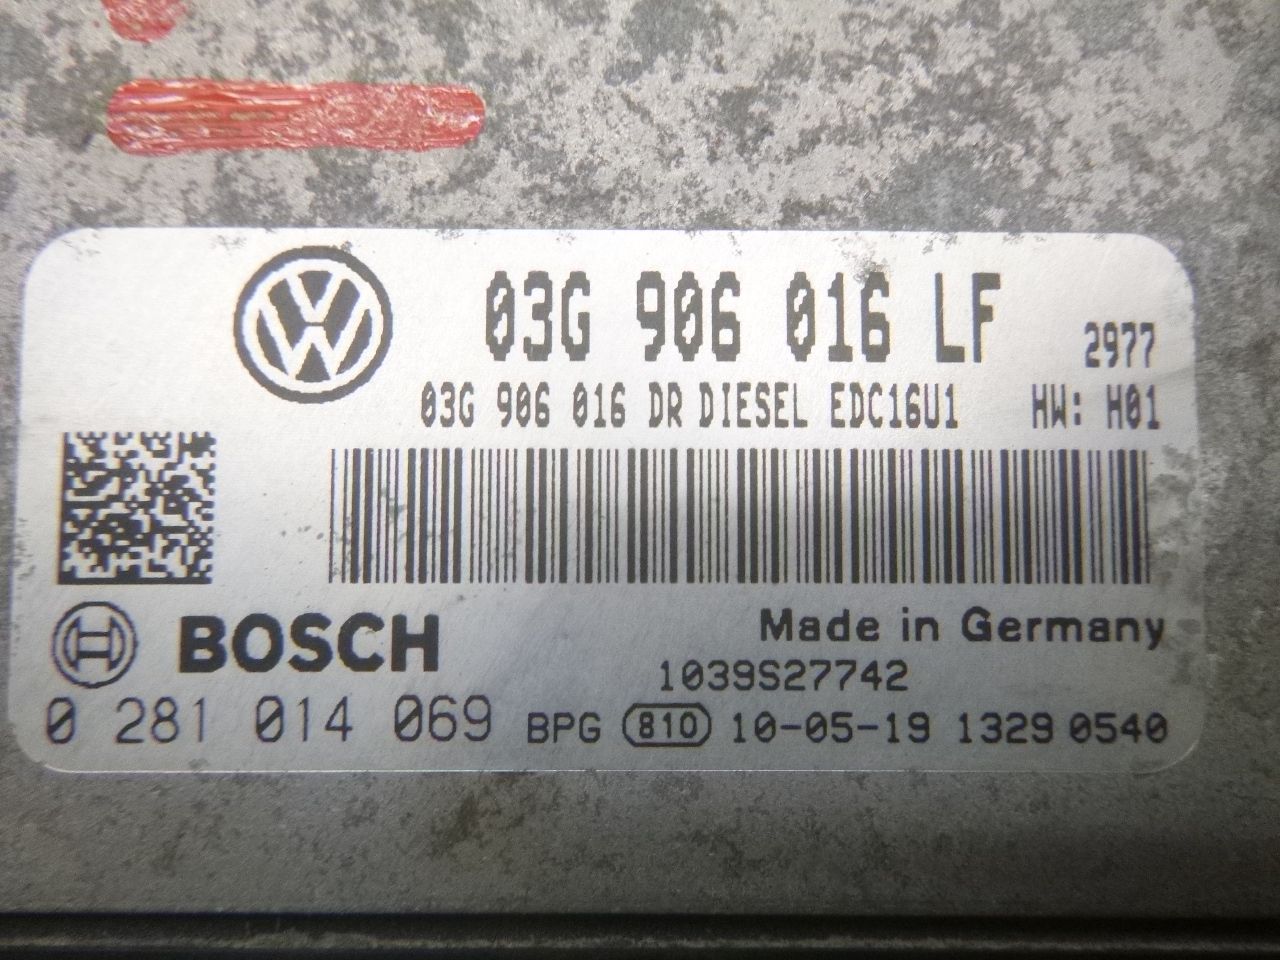 03G 906 016 LF 2977
03G 906 016 DR DIESEL EDC16U1 HW: H01
BOSCH
Made in Germany
1039S27742
0 281 014 069 BPG 810 10-05-19 1329 0540